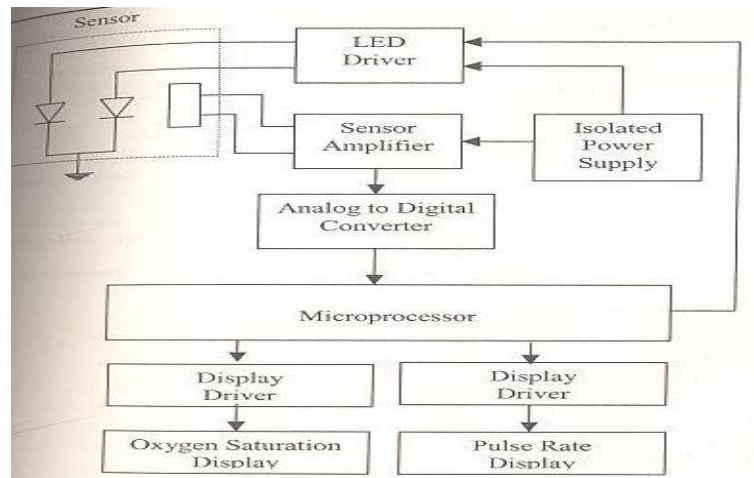 Sensor
LED
Driver
Sensor
Amplifier
Isolated
Power
Supply
Analog to Digital
Converter
Microprocessor
Display
Driver
Display
Driver
Oxygen Saturation
Display
Pulse Rate
Display